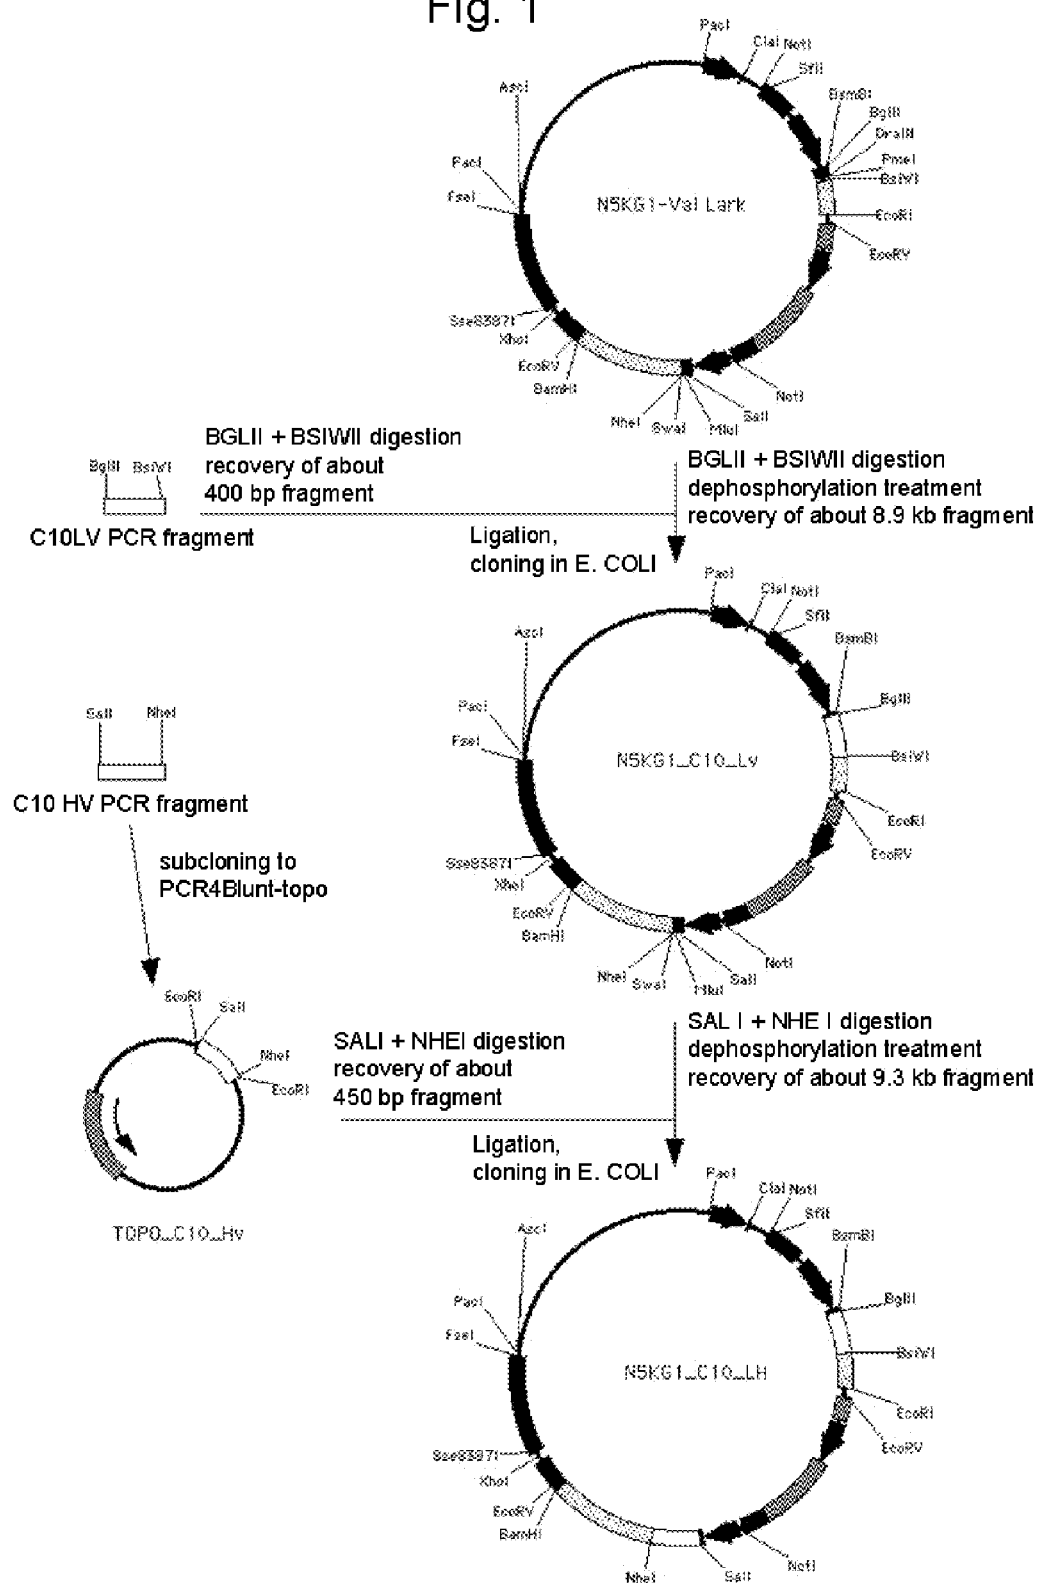 Fig. 1
PacI
ClaI NotI
SfiI
AscI
BsmBI
BglII
DraIII
PmeI
BsiWI
PacI
FseI
N5KG1-Val Lark
EcoRI
EcoRV
Sse8387I
XhoI
EcoRV
BamHI
NotI
SalI
NheI SwaI MluI
BGLII + BSIWII digestion
recovery of about
400 bp fragment
BglII BsiWI
C10LV PCR fragment
BGLII + BSIWII digestion
dephosphorylation treatment
recovery of about 8.9 kb fragment
Ligation,
cloning in E. COLI
PacI
ClaI NotI
SfiI
AscI
BsmBI
BglII
SalI NheI
PacI
FseI
N5KG1_C10_Lv
BsiWI
C10 HV PCR fragment
EcoRI
EcoRV
subcloning to
PCR4Blunt-topo
Sse8387I
XhoI
EcoRV
BamHI
NotI
SalI
NheI SwaI MluI
EcoRI
SalI
NheI
EcoRI
TOPO_C10_Hv
SALI + NHEI digestion
recovery of about
450 bp fragment
SAL I + NHE I digestion
dephosphorylation treatment
recovery of about 9.3 kb fragment
Ligation,
cloning in E. COLI
PacI
ClaI NotI
SfiI
AscI
BsmBI
BglII
PacI
FseI
BsiWI
N5KG1_C10_LH
EcoRI
EcoRV
Sse8387I
XhoI
EcoRV
BamHI
NotI
NheI
SalI